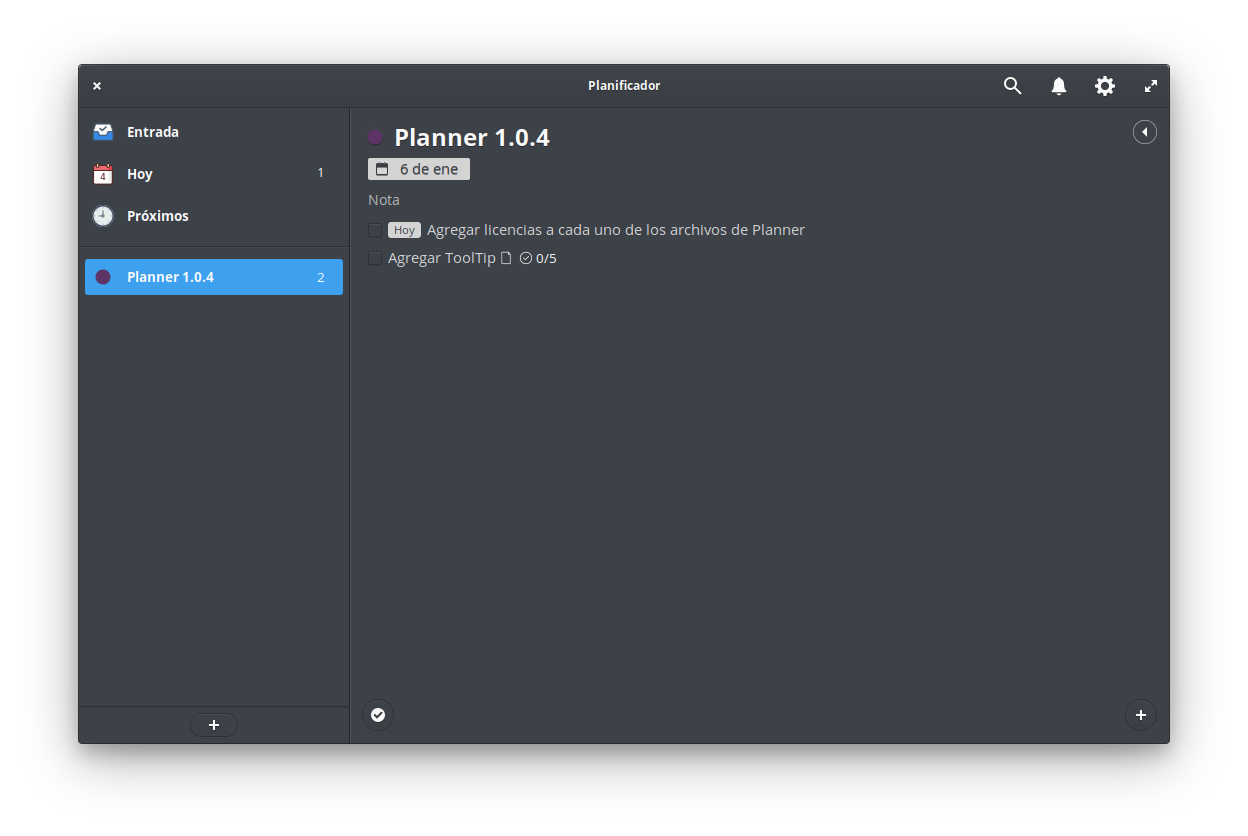 Planificador
Entrada
Hoy 1
4
Próximos
Planner 1.0.4 2
Planner 1.0.4
6 de ene
Nota
Hoy Agregar licencias a cada uno de los archivos de Planner
Agregar ToolTip 0/5